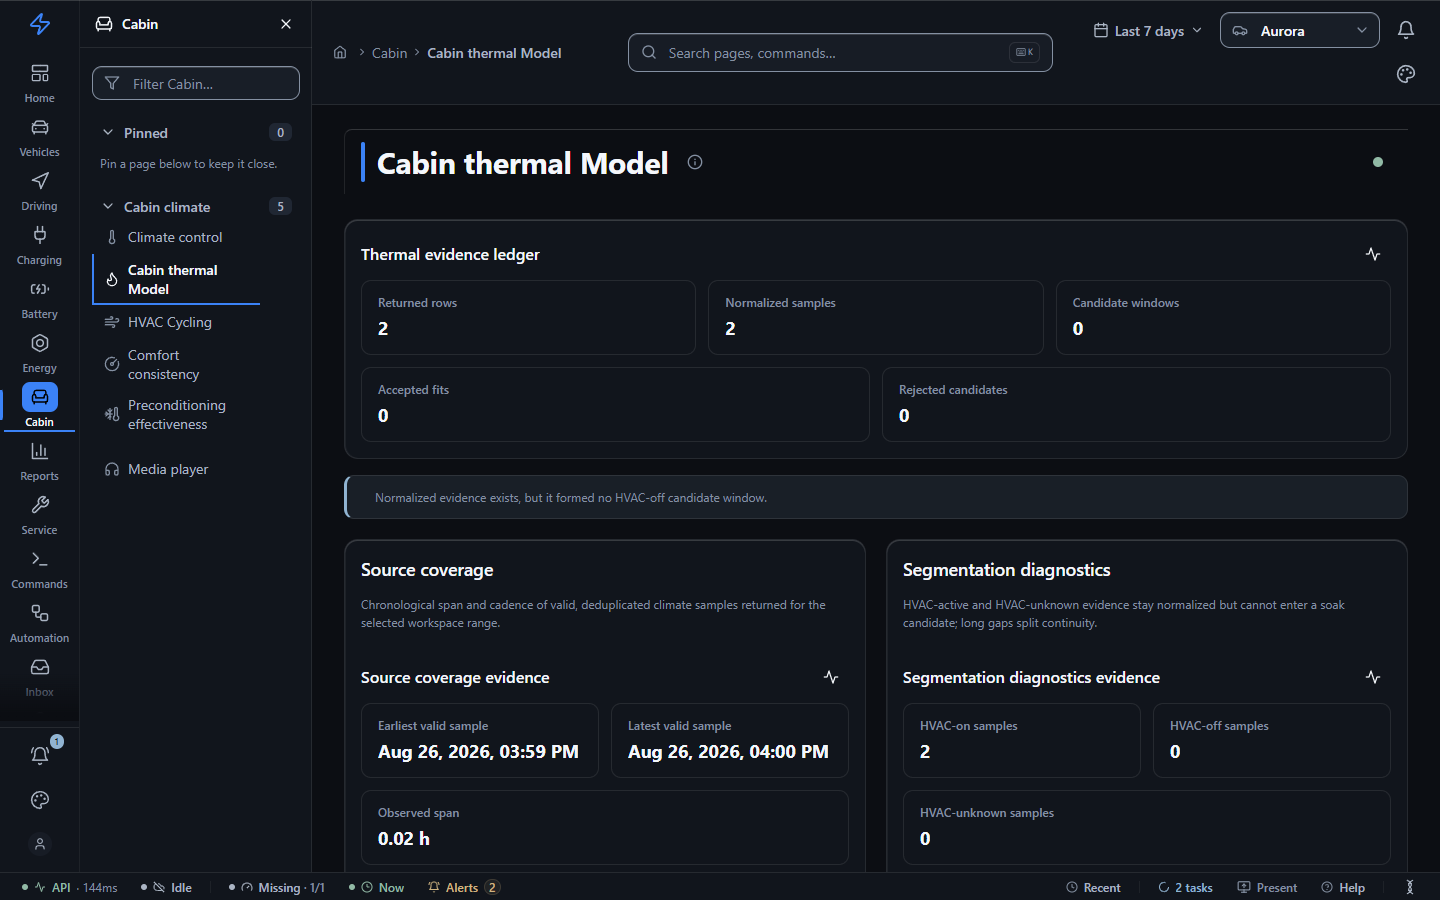 Home
Vehicles
Driving
Charging
Battery
Energy
Cabin
Reports
Service
Commands
Automation
Inbox
1
Cabin
Filter Cabin...
Pinned 0
Pin a page below to keep it close.
Cabin climate 5
Climate control
Cabin thermal
Model
HVAC Cycling
Comfort
consistency
Preconditioning
effectiveness
Media player
Cabin
Cabin thermal Model
Search pages, commands...
K
Last 7 days
Aurora
Cabin thermal Model
Thermal evidence ledger
Returned rows
2
Normalized samples
2
Candidate windows
0
Accepted fits
0
Rejected candidates
0
Normalized evidence exists, but it formed no HVAC-off candidate window.
Source coverage
Chronological span and cadence of valid, deduplicated climate samples returned for the
selected workspace range.
Source coverage evidence
Earliest valid sample
Aug 26, 2026, 03:59 PM
Latest valid sample
Aug 26, 2026, 04:00 PM
Observed span
0.02 h
Segmentation diagnostics
HVAC-active and HVAC-unknown evidence stay normalized but cannot enter a soak
candidate; long gaps split continuity.
Segmentation diagnostics evidence
HVAC-on samples
2
HVAC-off samples
0
HVAC-unknown samples
0
API · 144ms
Idle
Missing · 1/1
Now
Alerts 2
Recent
2 tasks
Present
Help